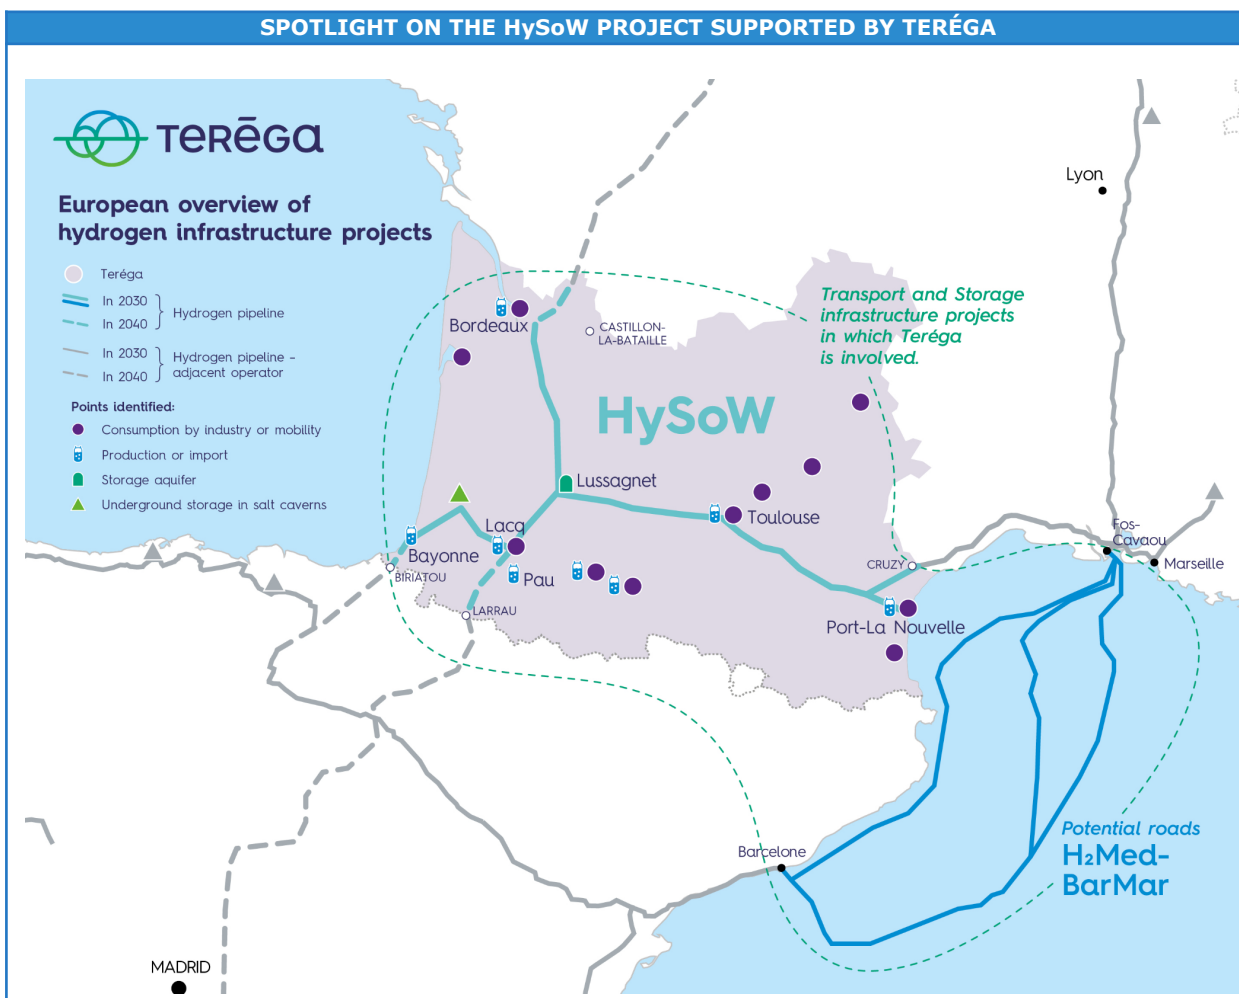 SPOTLIGHT ON THE HySoW PROJECT SUPPORTED BY TERÉGA
TERĒGA
European overview of
hydrogen infrastructure projects
Teréga
In 2030
In 2040
Hydrogen pipeline
In 2030
In 2040
Hydrogen pipeline -
adjacent operator
Points identified:
Consumption by industry or mobility
Production or import
Storage aquifer
Underground storage in salt caverns
Lyon
Transport and Storage
infrastructure projects
in which Teréga
is involved.
Bordeaux
CASTILLON-
LA-BATAILLE
HySoW
Lussagnet
Lacq
Toulouse
Bayonne
BIRIATOU
Pau
LARRAU
CRUZY
Fos-
Cavaou
Marseille
Port-La Nouvelle
Potential roads
H₂Med-
BarMar
Barcelone
MADRID